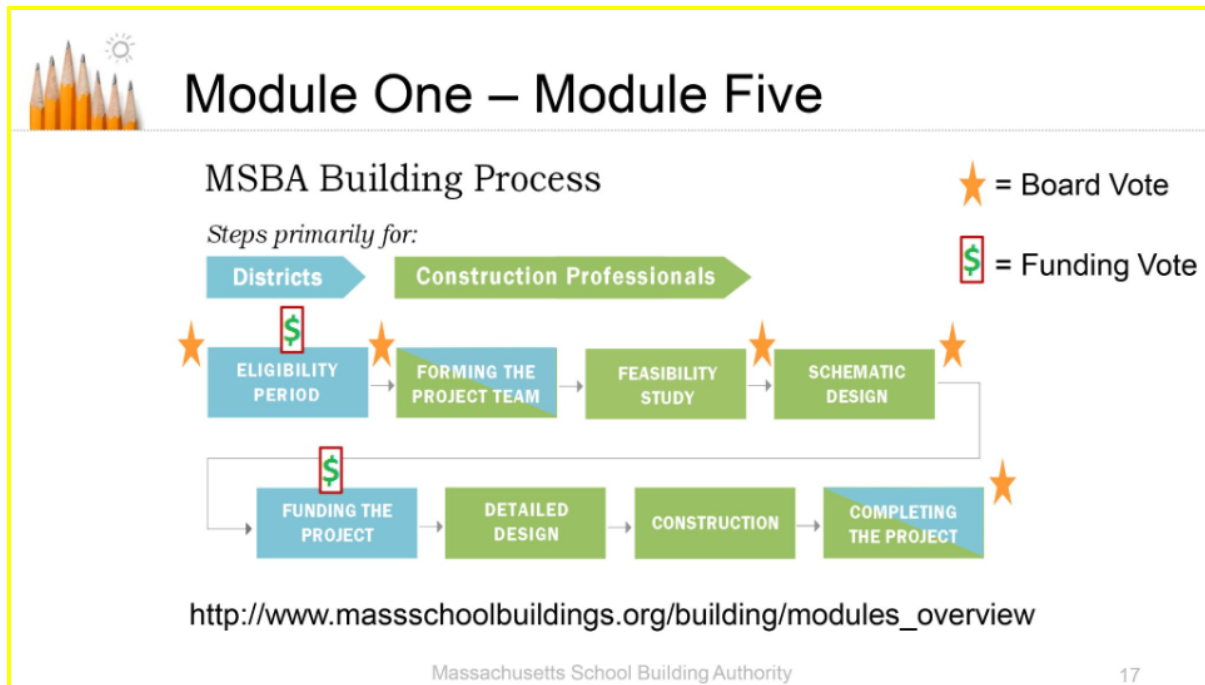 Module One – Module Five
MSBA Building Process
= Board Vote
Steps primarily for:
$ = Funding Vote
Districts
Construction Professionals
$
ELIGIBILITY
PERIOD
FORMING THE
PROJECT TEAM
FEASIBILITY
STUDY
SCHEMATIC
DESIGN
$
FUNDING THE
PROJECT
DETAILED
DESIGN
CONSTRUCTION
COMPLETING
THE PROJECT
http://www.massschoolbuildings.org/building/modules_overview
Massachusetts School Building Authority
17